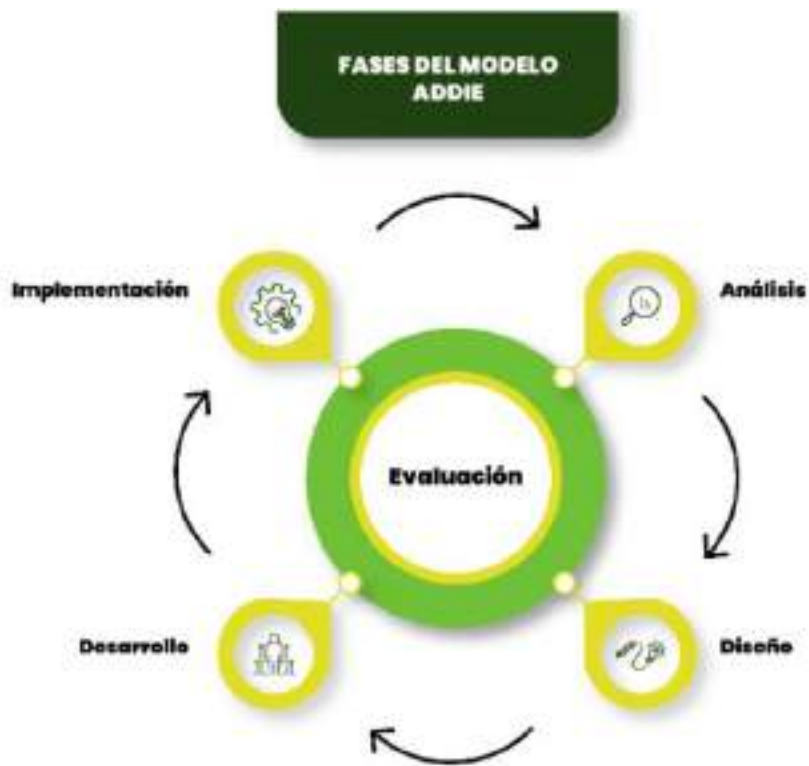 FASES DEL MODELO
ADDIE
Implementación
Análisis
Evaluación
Desarrollo
Diseño